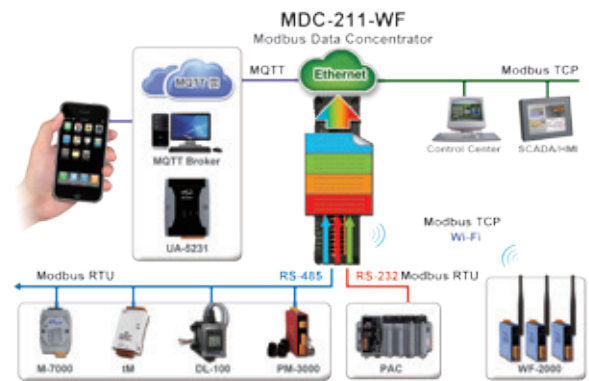 MDC-211-WF
Modbus Data Concentrator
MQTT
Ethernet
Modbus TCP
MQTT 雲
MQTT Broker
UA-5231
Control Center
SCADA/HMI
Modbus TCP
Wi-Fi
Modbus RTU
RS-485
RS-232 Modbus RTU
M-7000
tM
DL-100
PM-3000
PAC
WF-2000